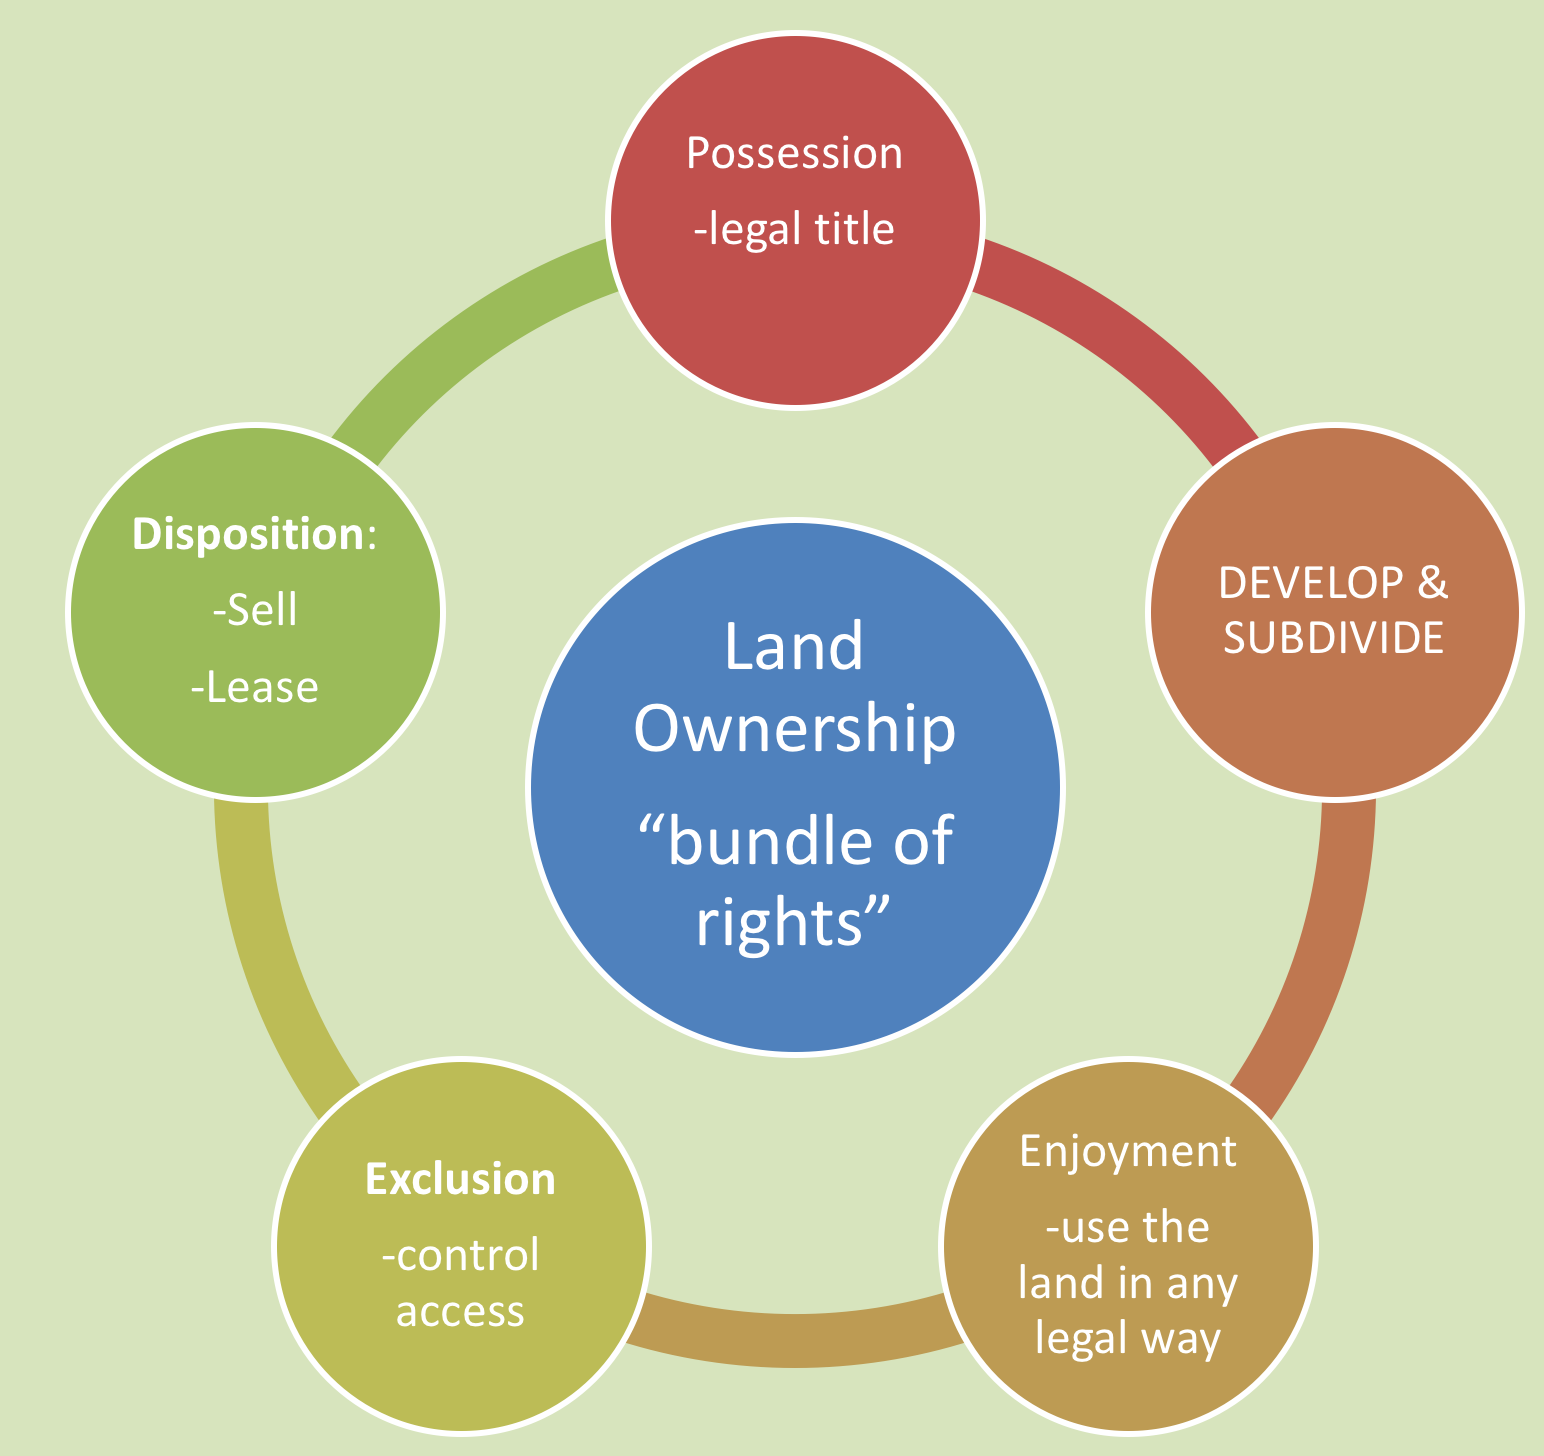 Possession
-legal title
DEVELOP &
SUBDIVIDE
Enjoyment
-use the
land in any
legal way
Exclusion
-control
access
Disposition:
-Sell
-Lease
Land
Ownership
“bundle of
rights”